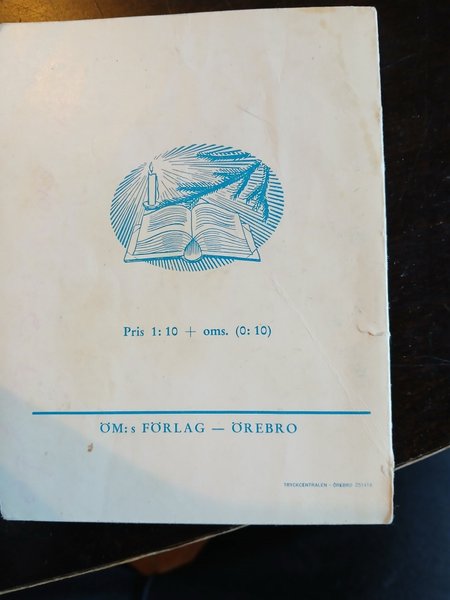 Pris 1:10 + oms. (0:10)
ÖM:s FÖRLAG — ÖREBRO
TRYCKCENTRALEN - ÖREBRO